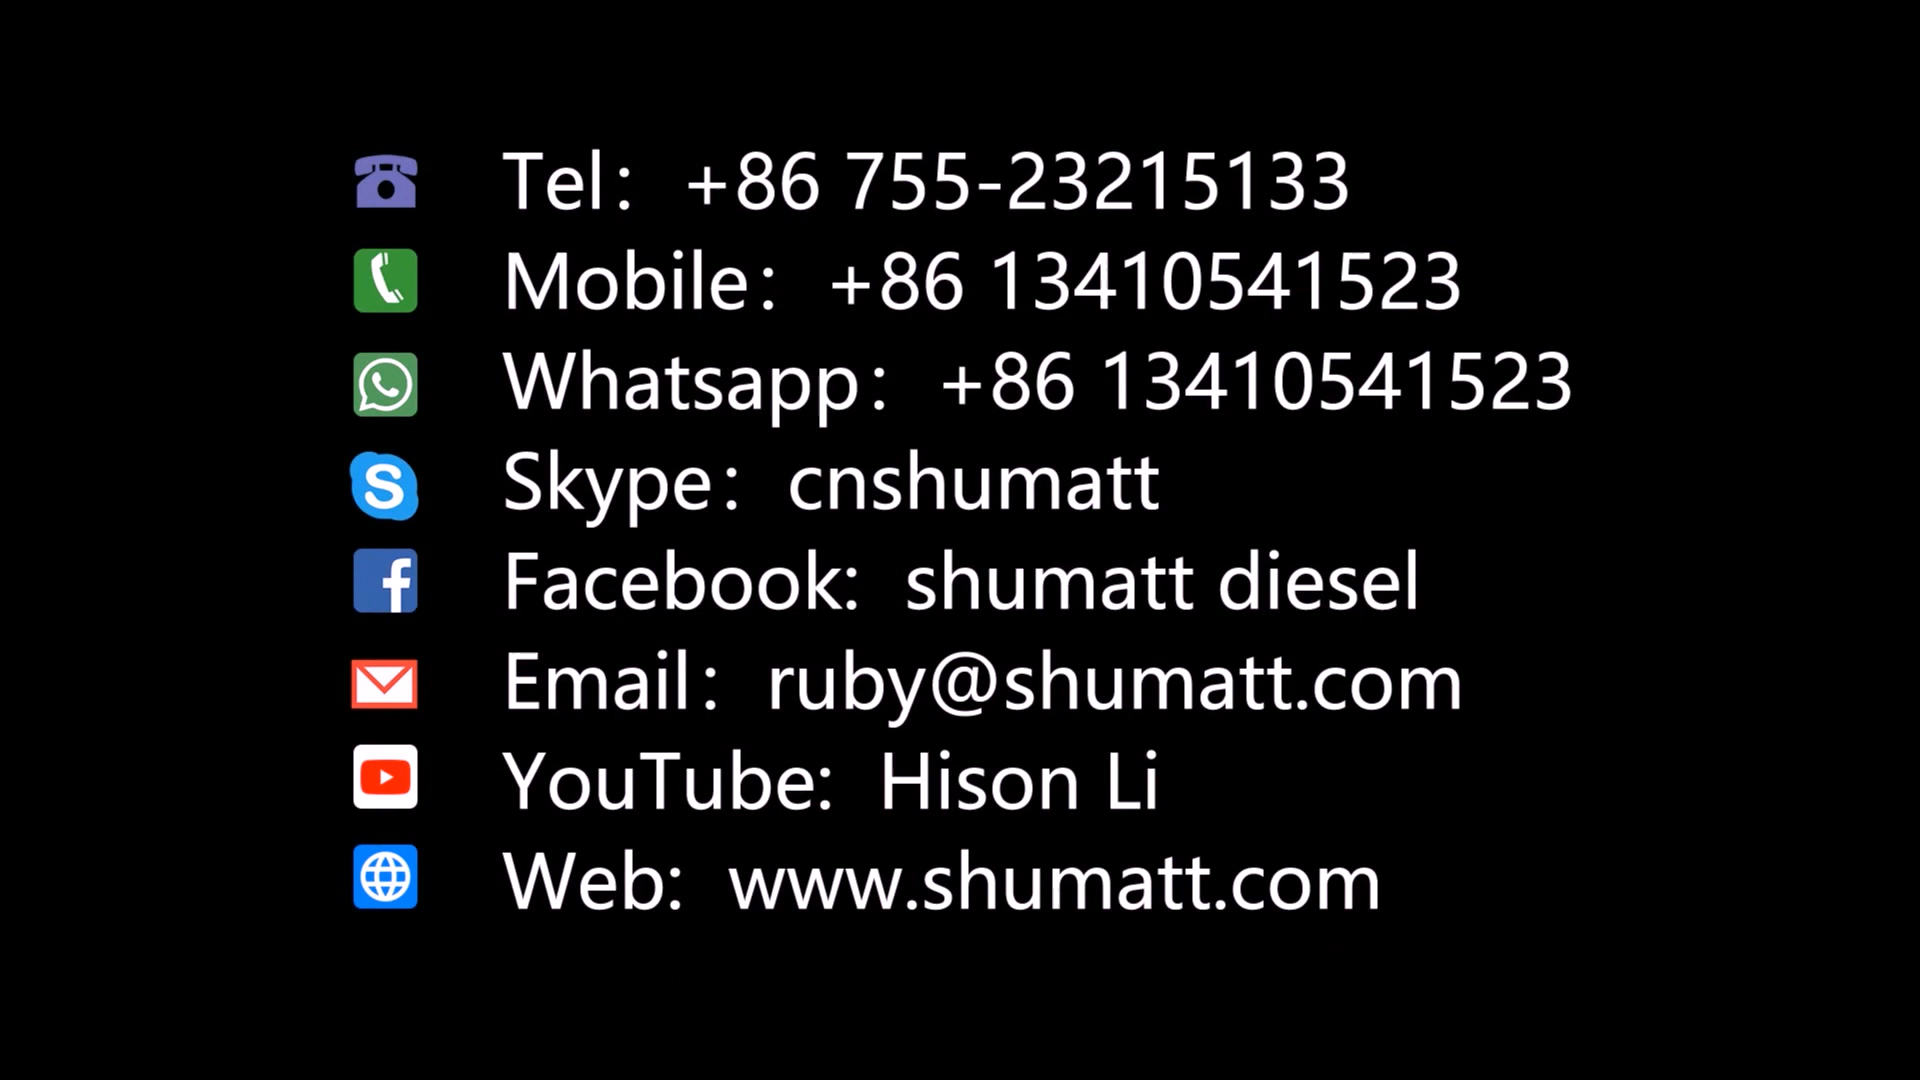 Tel：+86 755-23215133
Mobile：+86 13410541523
Whatsapp：+86 13410541523
Skype：cnshumatt
Facebook: shumatt diesel
Email：ruby@shumatt.com
YouTube: Hison Li
Web: www.shumatt.com